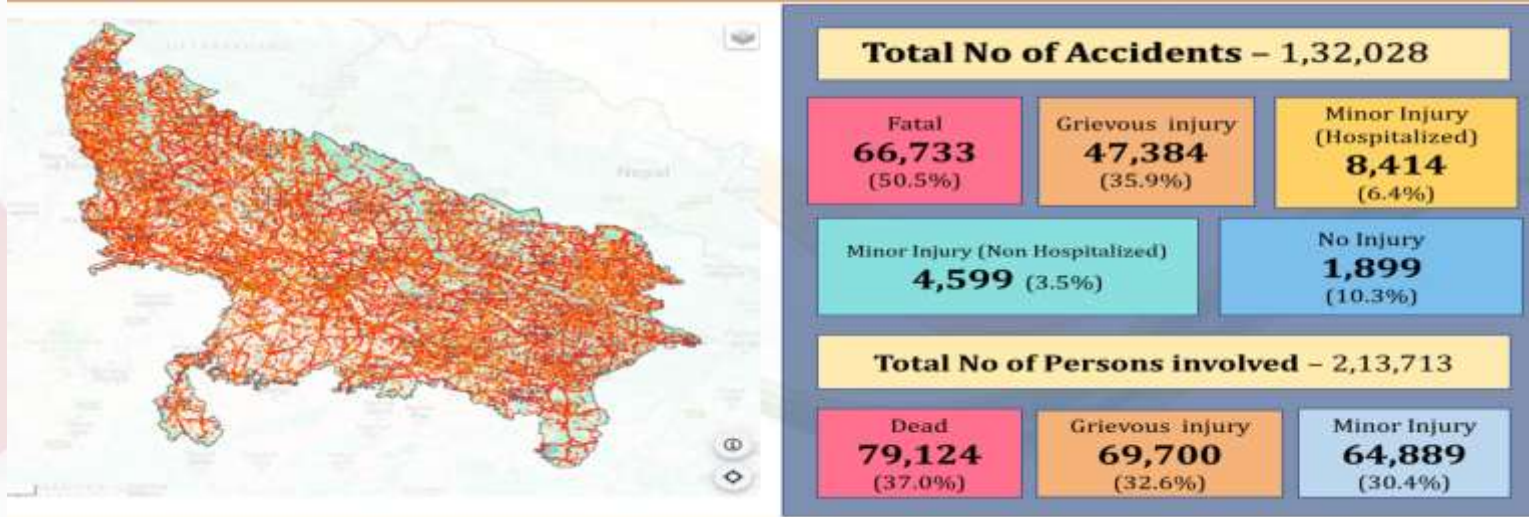 Nepal
Total No of Accidents – 1,32,028
Fatal
66,733
(50.5%)
Grievous injury
47,384
(35.9%)
Minor Injury
(Hospitalized)
8,414
(6.4%)
Minor Injury (Non Hospitalized)
4,599 (3.5%)
No Injury
1,899
(10.3%)
Total No of Persons involved – 2,13,713
Dead
79,124
(37.0%)
Grievous injury
69,700
(32.6%)
Minor Injury
64,889
(30.4%)